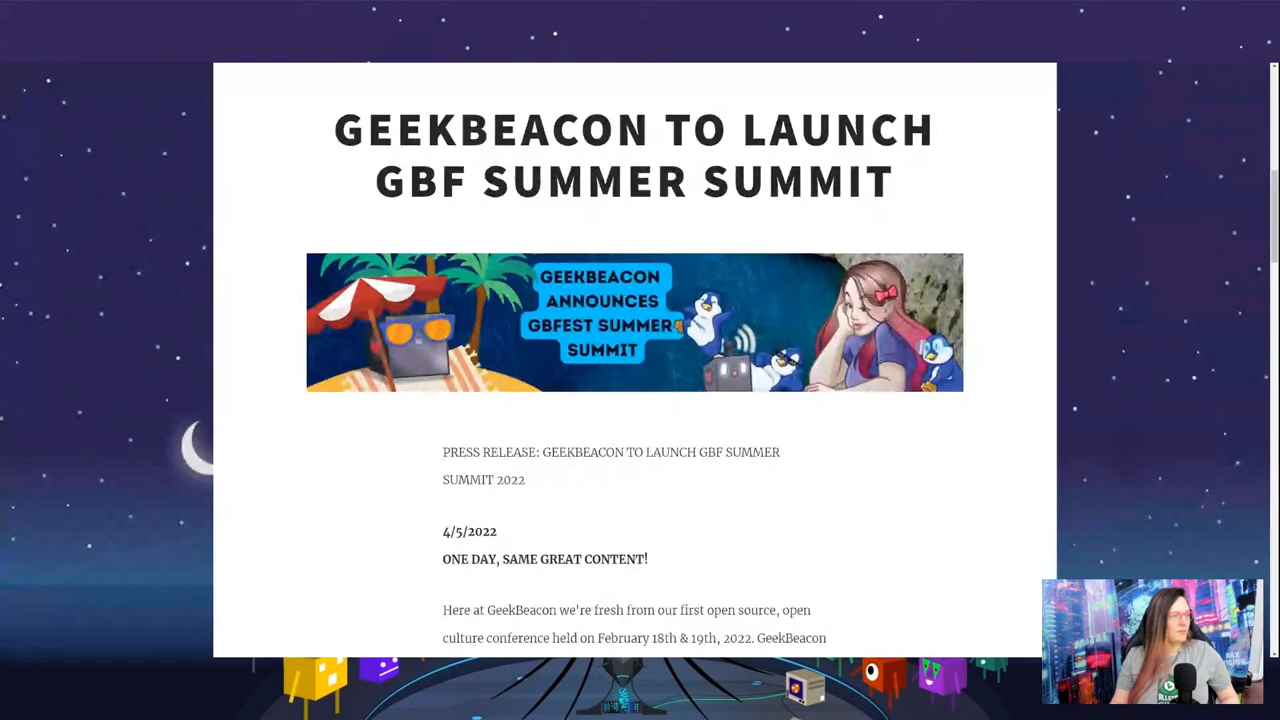 GEEKBEACON TO LAUNCH
GBF SUMMER SUMMIT
GEEKBEACON
ANNOUNCES
GBFEST SUMMER
SUMMIT
PRESS RELEASE: GEEKBEACON TO LAUNCH GBF SUMMER
SUMMIT 2022
4/5/2022
ONE DAY, SAME GREAT CONTENT!
Here at GeekBeacon we're fresh from our first open source, open
culture conference held on February 18th & 19th, 2022. GeekBeacon